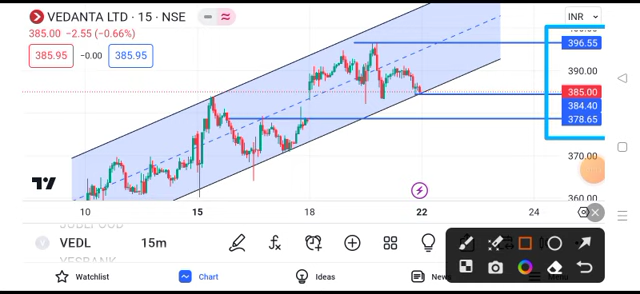 VEDANTA LTD · 15 · NSE
INR
385.00 −2.55 (−0.66%)
385.95 −0.00 385.95
396.55
390.00
385.00
384.40
378.65
370.00
360.00
10 15 18 22 24
VEDL 15m
Watchlist Chart Ideas News